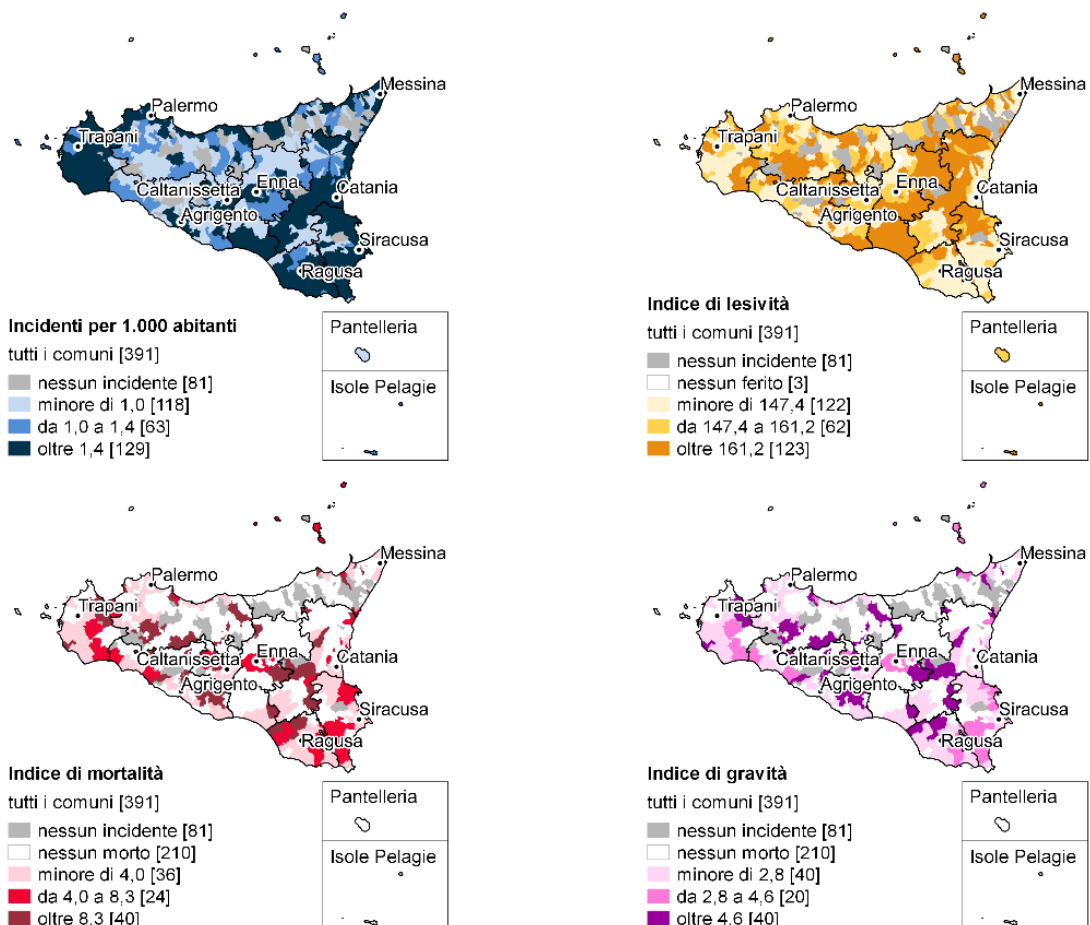 Messina
Palermo
Trapani
Caltanissetta
Enna
Catania
Agrigento
Siracusa
Ragusa
Incidenti per 1.000 abitanti
tutti i comuni [391]
nessun incidente [81]
minore di 1,0 [118]
da 1,0 a 1,4 [63]
oltre 1,4 [129]
Pantelleria
Isole Pelagie
Messina
Palermo
Trapani
Caltanissetta
Enna
Catania
Agrigento
Siracusa
Ragusa
Indice di lesività
tutti i comuni [391]
nessun incidente [81]
nessun ferito [3]
minore di 147,4 [122]
da 147,4 a 161,2 [62]
oltre 161,2 [123]
Pantelleria
Isole Pelagie
Messina
Palermo
Trapani
Caltanissetta
Enna
Catania
Agrigento
Siracusa
Ragusa
Indice di mortalità
tutti i comuni [391]
nessun incidente [81]
nessun morto [210]
minore di 4,0 [36]
da 4,0 a 8,3 [24]
oltre 8,3 [40]
Pantelleria
Isole Pelagie
Messina
Palermo
Trapani
Caltanissetta
Enna
Catania
Agrigento
Siracusa
Ragusa
Indice di gravità
tutti i comuni [391]
nessun incidente [81]
nessun morto [210]
minore di 2,8 [40]
da 2,8 a 4,6 [20]
oltre 4,6 [40]
Pantelleria
Isole Pelagie